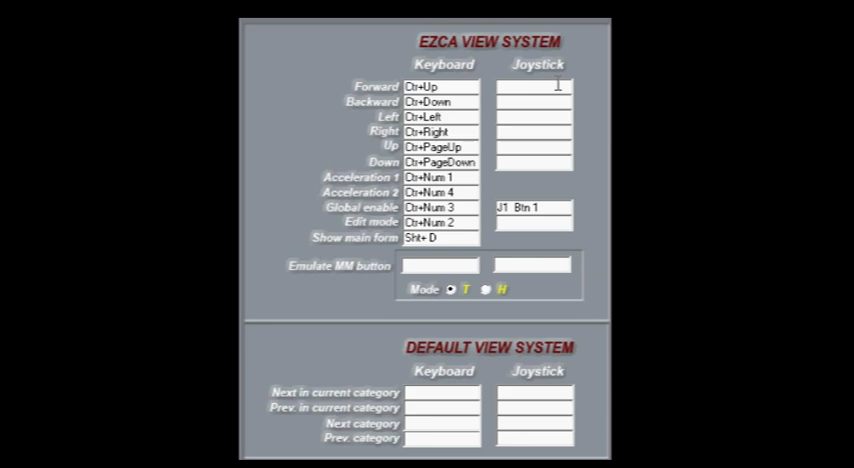 EZCA VIEW SYSTEM
Keyboard Joystick
Forward Ctr+Up
Backward Ctr+Down
Left Ctr+Left
Right Ctr+Right
Up Ctr+PageUp
Down Ctr+PageDown
Acceleration 1 Ctr+Num 1
Acceleration 2 Ctr+Num 4
Global enable Ctr+Num 3 J1 Btn 1
Edit mode Ctr+Num 2
Show main form Sht+ D
Emulate MM button
Mode T H
DEFAULT VIEW SYSTEM
Keyboard Joystick
Next in current category
Prev. in current category
Next category
Prev. category